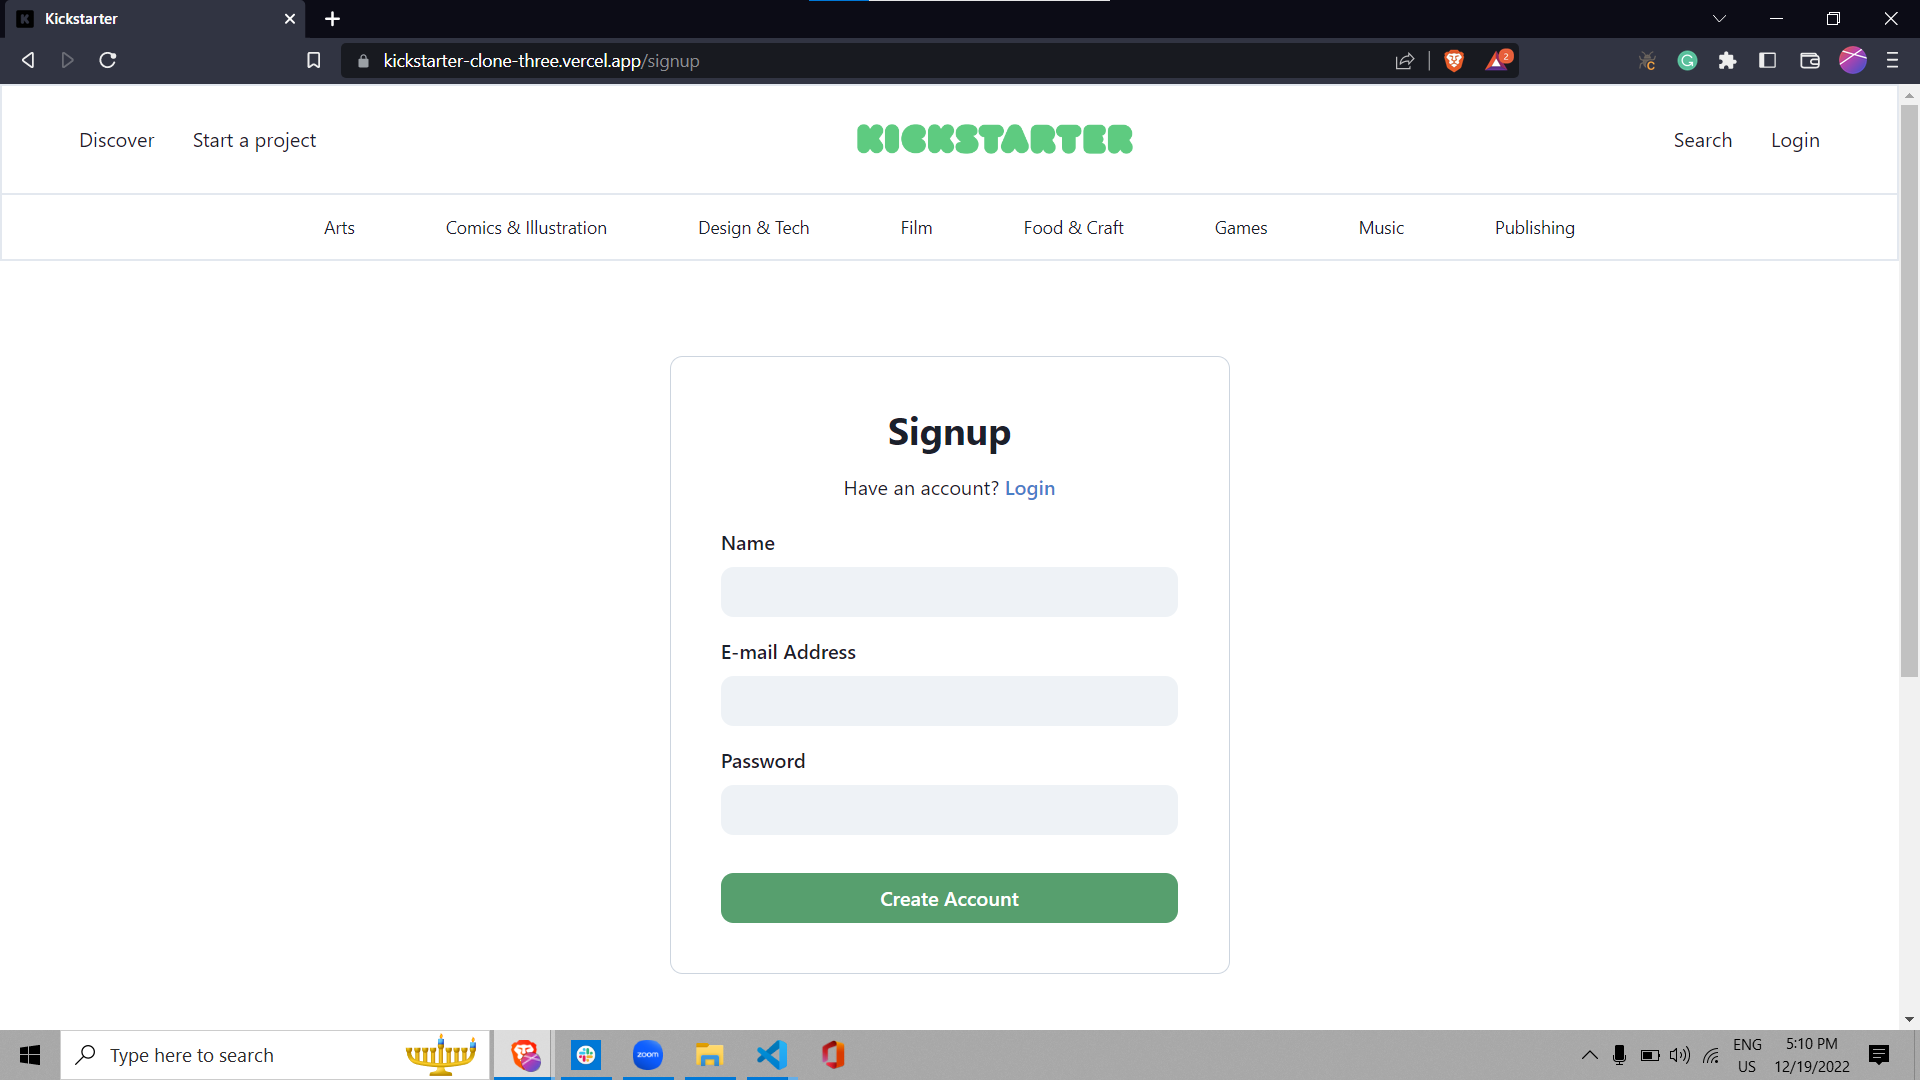 Kickstarter
kickstarter-clone-three.vercel.app/signup
2
C
G
Discover Start a project KICKSTARTER Search Login
Arts Comics & Illustration Design & Tech Film Food & Craft Games Music Publishing
Signup
Have an account? Login
Name
E-mail Address
Password
Create Account
Type here to search
zoom
ENG
US
5:10 PM
12/19/2022